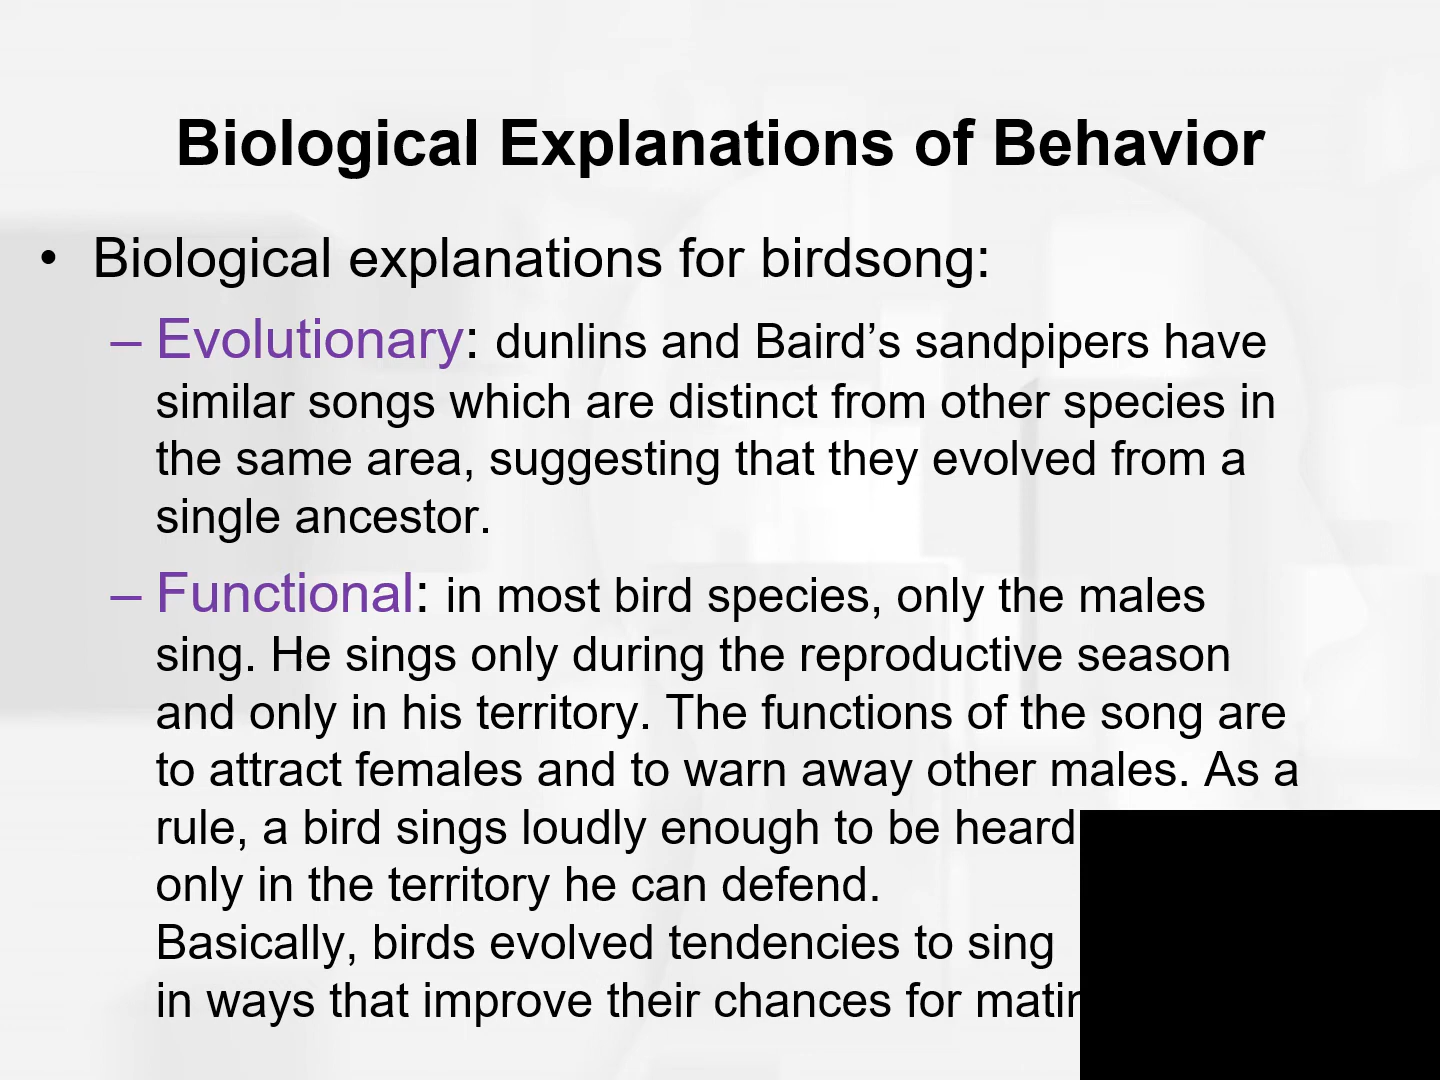 Biological Explanations of Behavior
• Biological explanations for birdsong:
– Evolutionary: dunlins and Baird’s sandpipers have
similar songs which are distinct from other species in
the same area, suggesting that they evolved from a
single ancestor.
– Functional: in most bird species, only the males
sing. He sings only during the reproductive season
and only in his territory. The functions of the song are
to attract females and to warn away other males. As a
rule, a bird sings loudly enough to be heard
only in the territory he can defend.
Basically, birds evolved tendencies to sing
in ways that improve their chances for